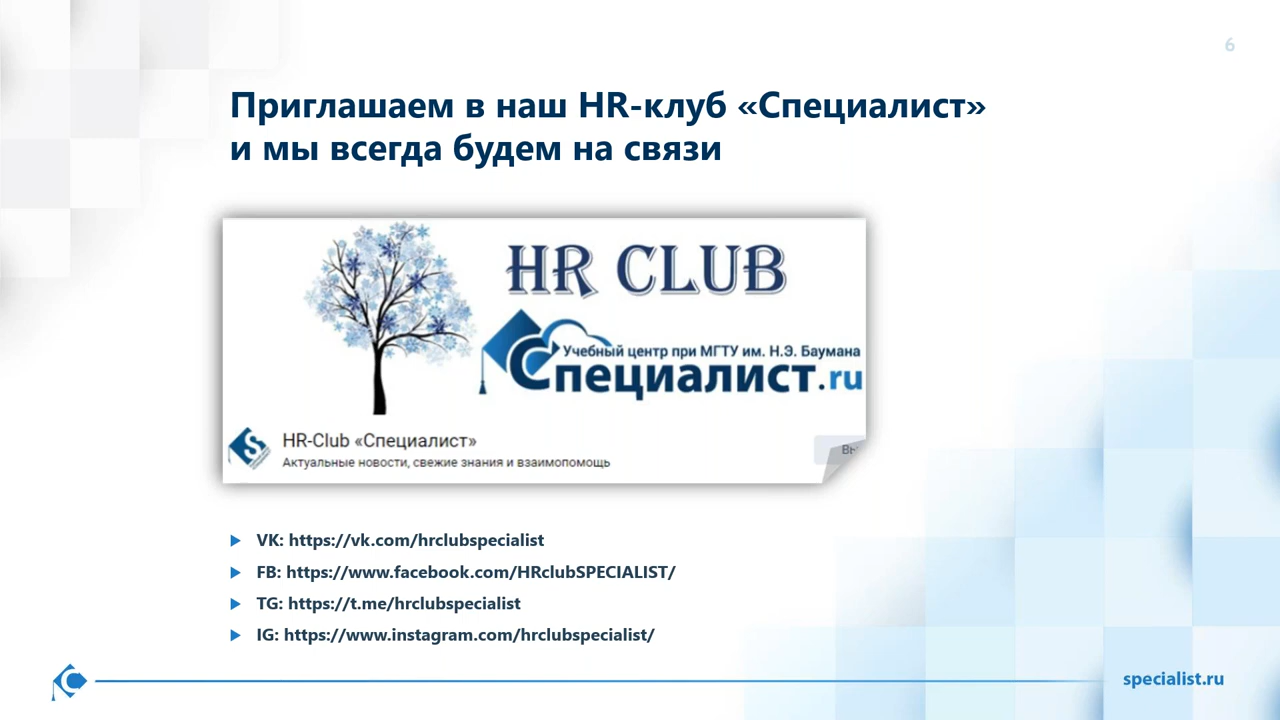 6
Приглашаем в наш HR-клуб «Специалист»
и мы всегда будем на связи
HR CLUB
Учебный центр при МГТУ им. Н.Э. Баумана
Специалист.ru
HR-Club «Специалист»
Актуальные новости, свежие знания и взаимопомощь
VK: https://vk.com/hrclubspecialist
FB: https://www.facebook.com/HRclubSPECIALIST/
TG: https://t.me/hrclubspecialist
IG: https://www.instagram.com/hrclubspecialist/
specialist.ru